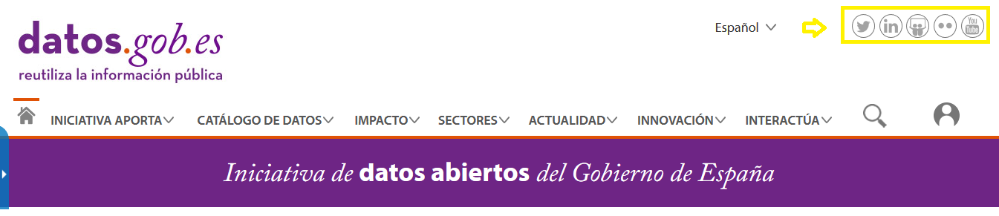 datos.gob.es
reutiliza la información pública
Español
in
You
Tube
INICIATIVA APORTA
CATÁLOGO DE DATOS
IMPACTO
SECTORES
ACTUALIDAD
INNOVACIÓN
INTERACTÚA
Iniciativa de datos abiertos del Gobierno de España